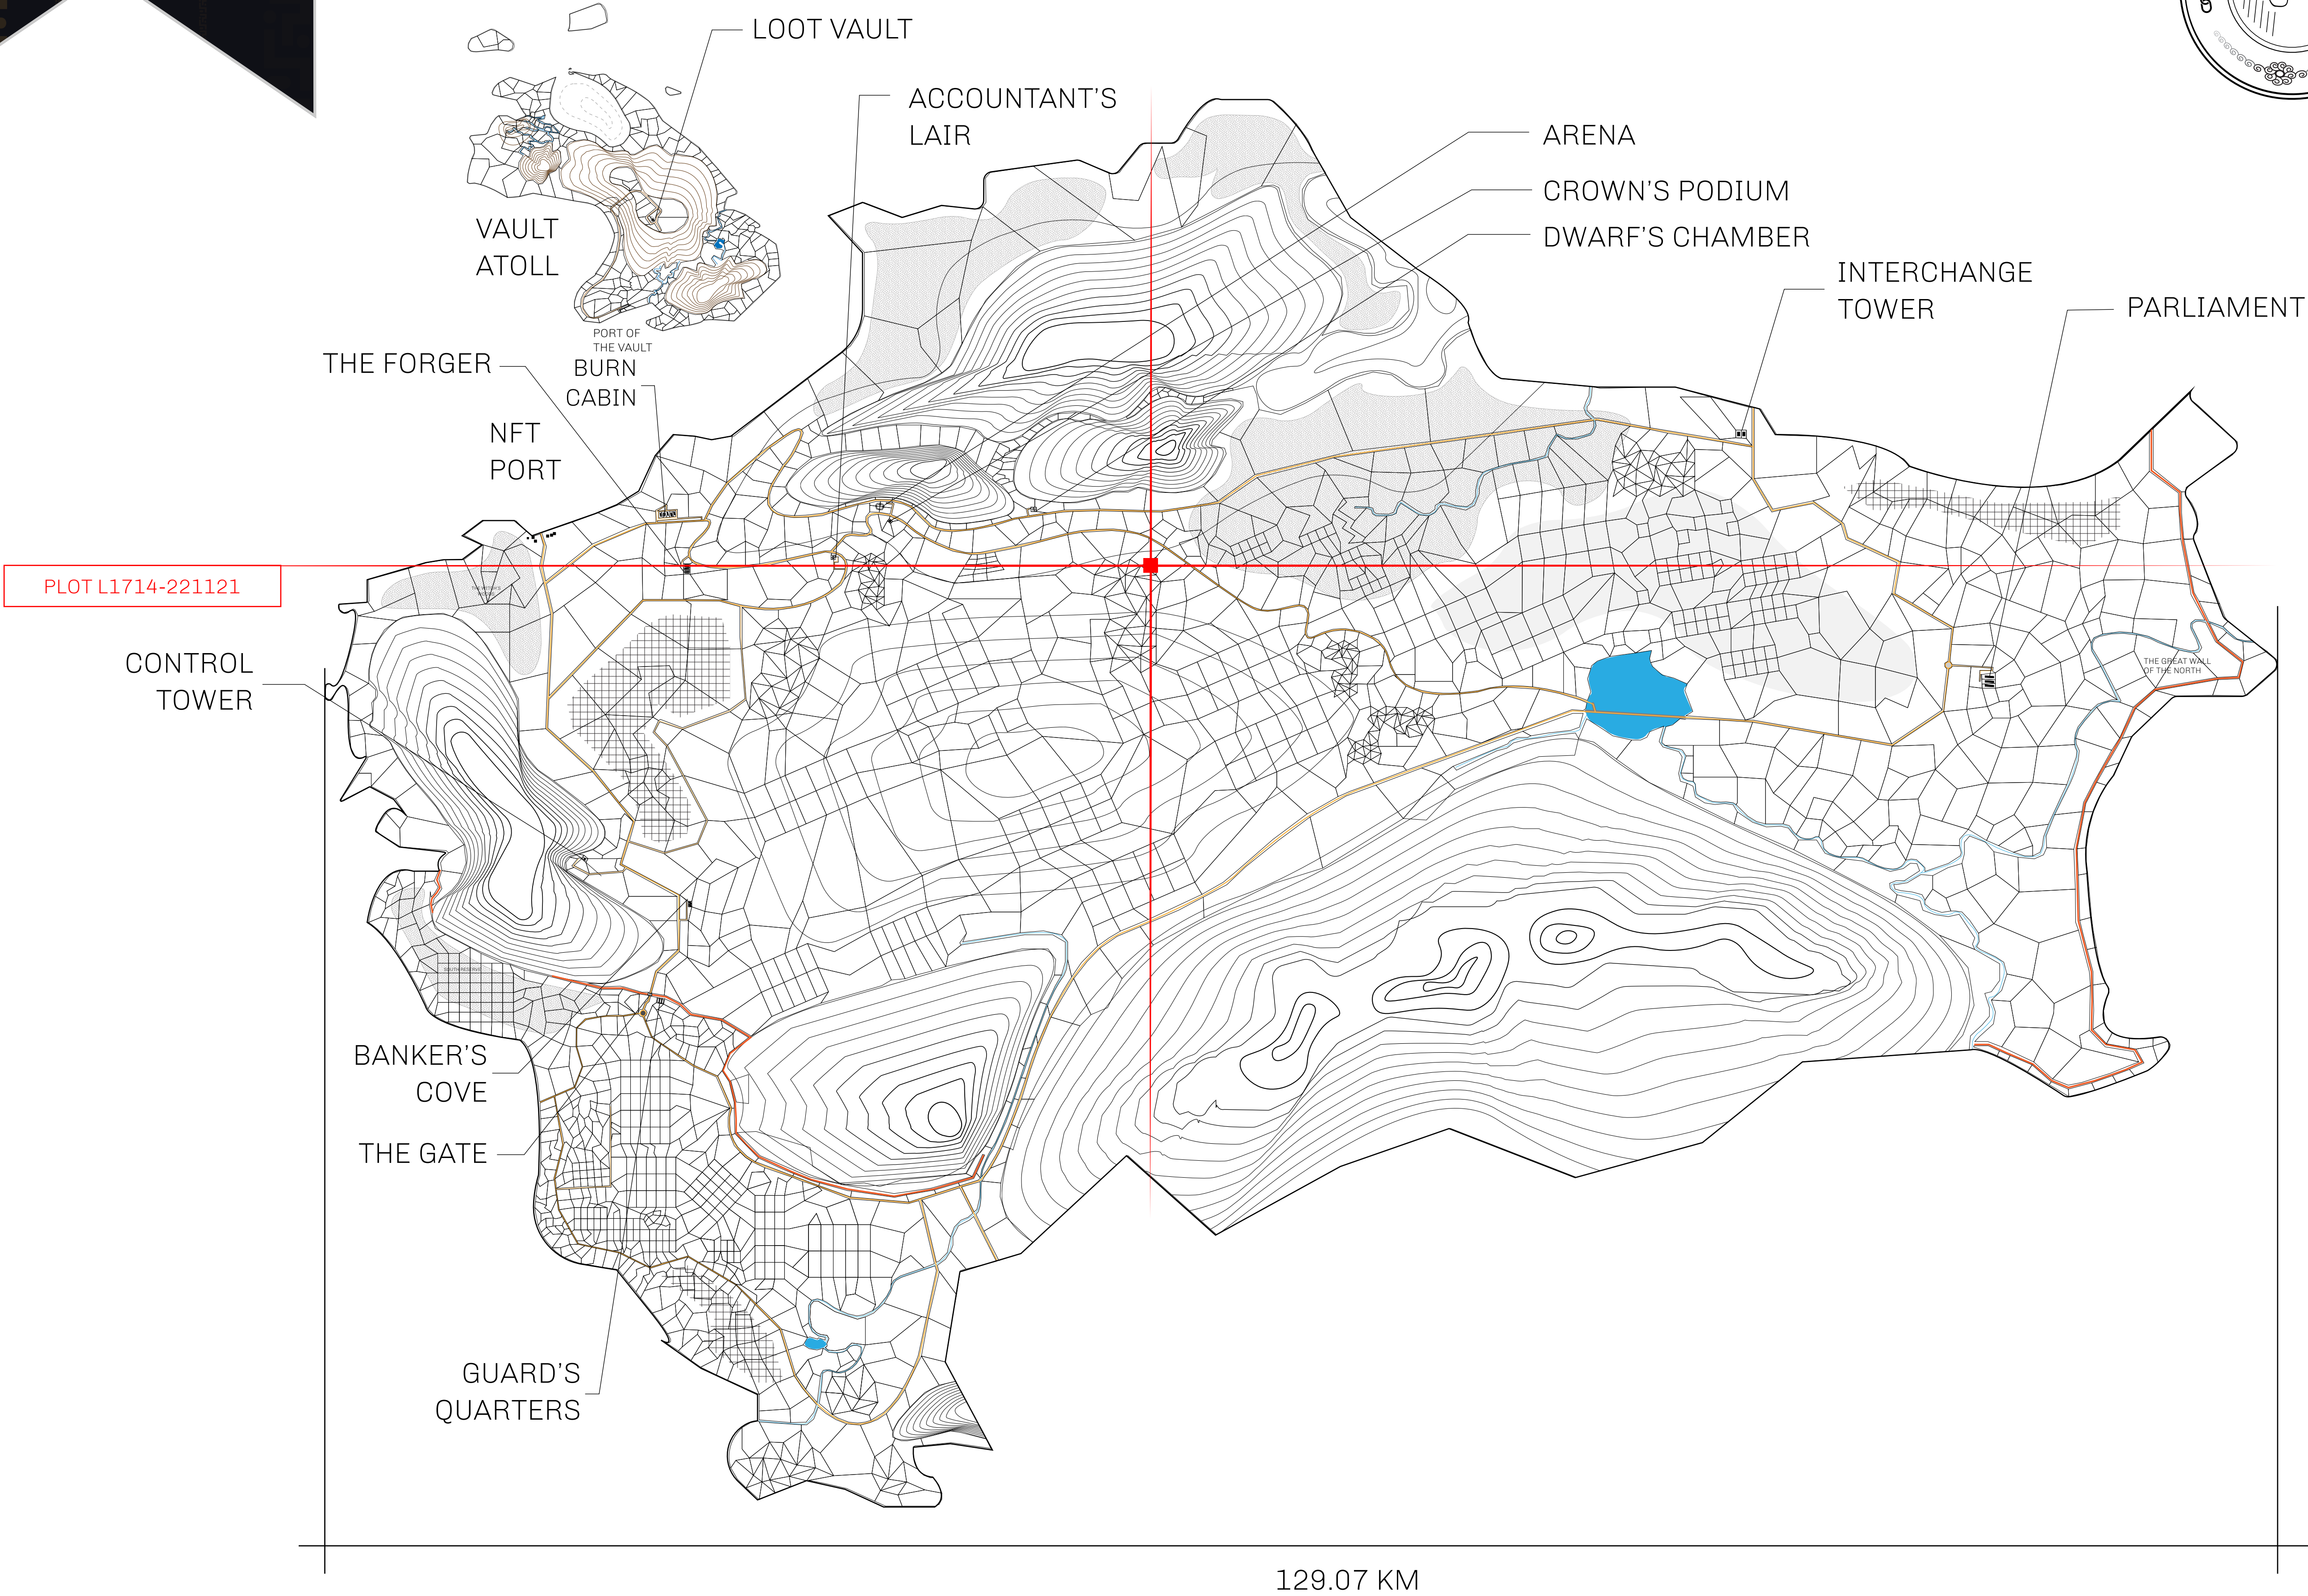 LOOT VAULT
ACCOUNTANT'S
LAIR
ARENA
CROWN'S PODIUM
DWARF'S CHAMBER
VAULT
ATOLL
INTERCHANGE
TOWER
PARLIAMENT
PORT OF
THE VAULT
THE FORGER
BURN
CABIN
NFT
PORT
PLOT L1714-221121
CONTROL
TOWER
THE GREAT WALL
OF THE NORTH
SOUTH RESERVE
BANKER'S
COVE
THE GATE
GUARD'S
QUARTERS
129.07 KM